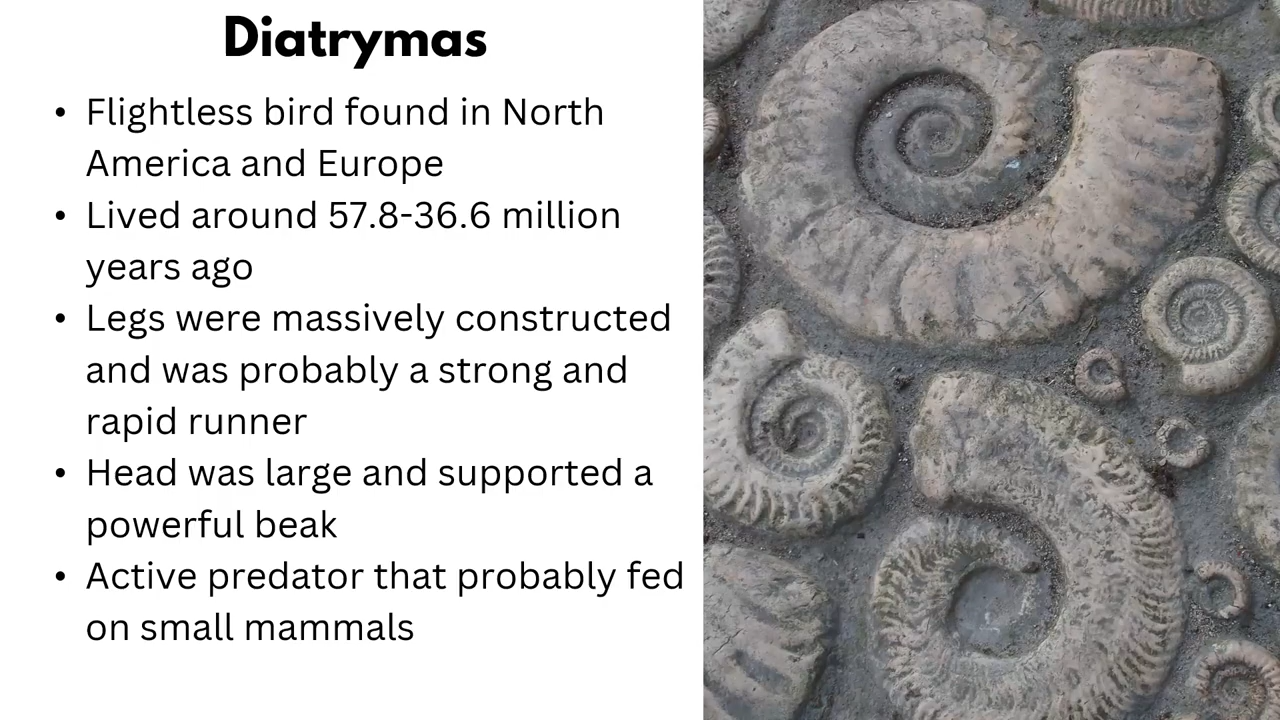 Diatrymas
• Flightless bird found in North
America and Europe
• Lived around 57.8-36.6 million
years ago
• Legs were massively constructed
and was probably a strong and
rapid runner
• Head was large and supported a
powerful beak
• Active predator that probably fed
on small mammals